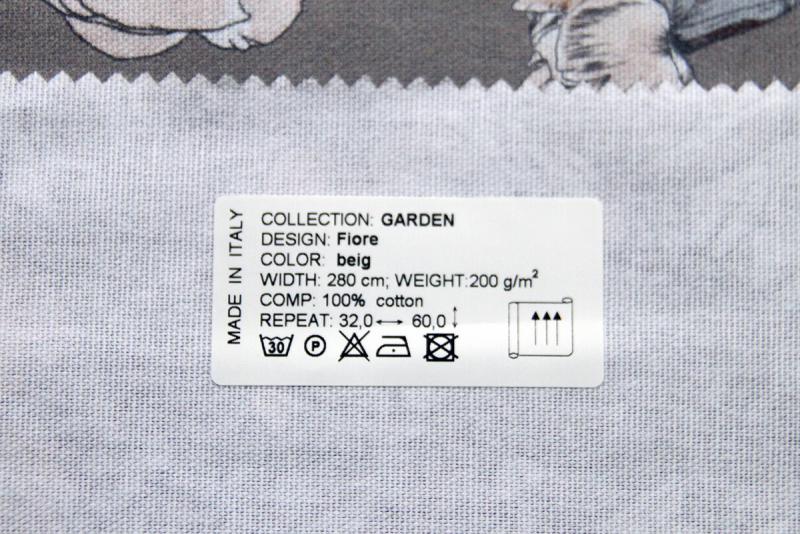 MADE IN ITALY
COLLECTION: GARDEN
DESIGN: Fiore
COLOR: beig
WIDTH: 280 cm; WEIGHT:200 g/m²
COMP: 100% cotton
REPEAT: 32,0↔ 60,0↕
30 P